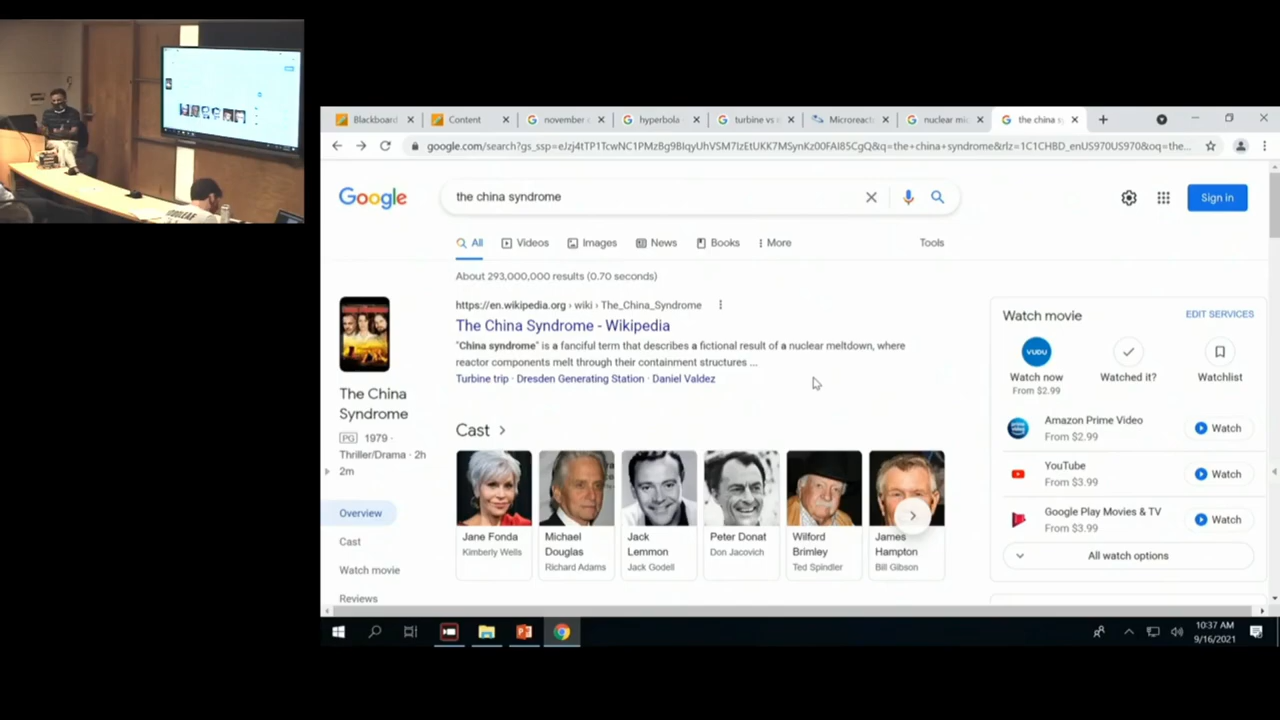 Blackboard
Content
november
hyperbola
turbine vs
Microreact
nuclear mi
the china s
google.com/search?gs_ssp=eJzj4tTP1TcwNC1PMzBg9BIqyUhVSM7IzEtUKK7MSynKz00FAI85CgQ&q=the+china+syndrome&rlz=1C1CHBD_enUS970US970&oq=the...
Google
the china syndrome
Sign in
All
Videos
Images
News
Books
More
Tools
About 293,000,000 results (0.70 seconds)
https://en.wikipedia.org › wiki › The_China_Syndrome
The China Syndrome - Wikipedia
"China syndrome" is a fanciful term that describes a fictional result of a nuclear meltdown, where
reactor components melt through their containment structures ...
Turbine trip · Dresden Generating Station · Daniel Valdez
The China
Syndrome
PG 1979 ·
Thriller/Drama · 2h
2m
Overview
Cast
Watch movie
Reviews
Cast
Jane Fonda
Kimberly Wells
Michael
Douglas
Richard Adams
Jack
Lemmon
Jack Godell
Peter Donat
Don Jacovich
Wilford
Brimley
Ted Spindler
James
Hampton
Bill Gibson
Watch movie
EDIT SERVICES
VUDU
Watch now
From $2.99
Watched it?
Watchlist
Amazon Prime Video
From $2.99
Watch
YouTube
From $3.99
Watch
Google Play Movies & TV
From $3.99
Watch
All watch options
10:37 AM
9/16/2021